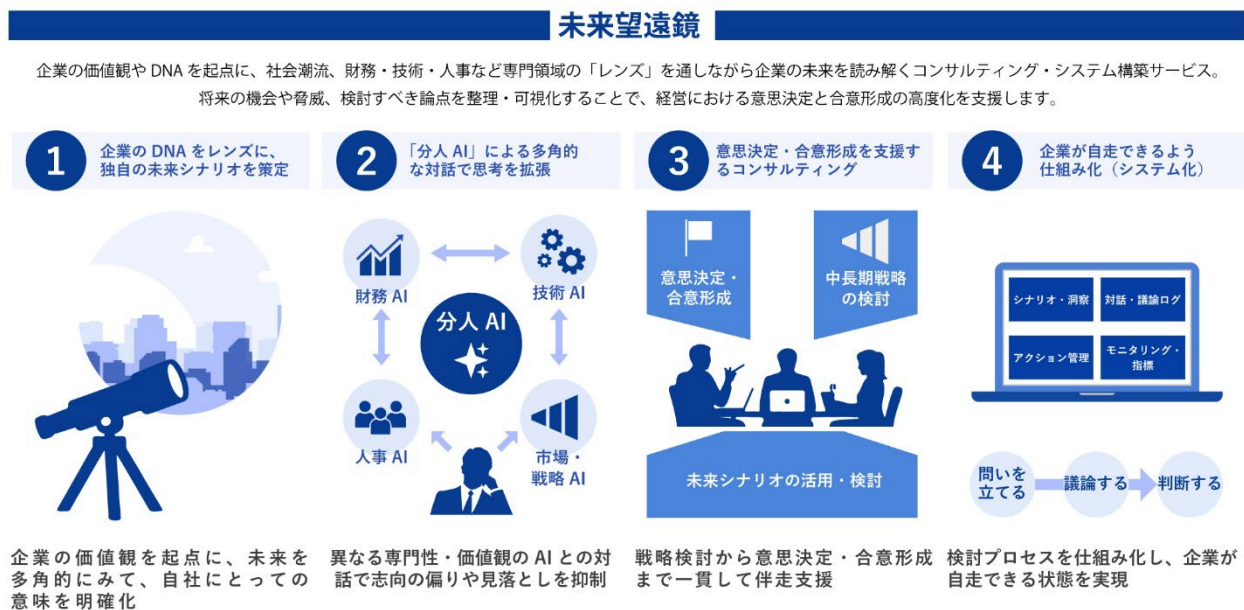 未来望遠鏡
企業の価値観や DNA を起点に、社会潮流、財務・技術・人事など専門領域の「レンズ」を通しながら企業の未来を読み解くコンサルティング・システム構築サービス。
将来の機会や脅威、検討すべき論点を整理・可視化することで、経営における意思決定と合意形成の高度化を支援します。
1
企業の DNA をレンズに、
独自の未来シナリオを策定
2
「分人 AI」による多角的
な対話で思考を拡張
3
意思決定・合意形成を支援す
るコンサルティング
4
企業が自走できるよう
仕組み化（システム化）
財務 AI
技術 AI
分人 AI
人事 AI
市場・
戦略 AI
意思決定・
合意形成
中長期戦略
の検討
未来シナリオの活用・検討
シナリオ・洞察
対話・議論ログ
アクション管理
モニタリング・
指標
問いを
立てる
議論する
判断する
企業の価値観を起点に、未来を
多角的にみて、自社にとっての
意味を明確化
異なる専門性・価値観の AI との対
話で志向の偏りや見落としを抑制
戦略検討から意思決定・合意形成
まで一貫して伴走支援
検討プロセスを仕組み化し、企業が
自走できる状態を実現